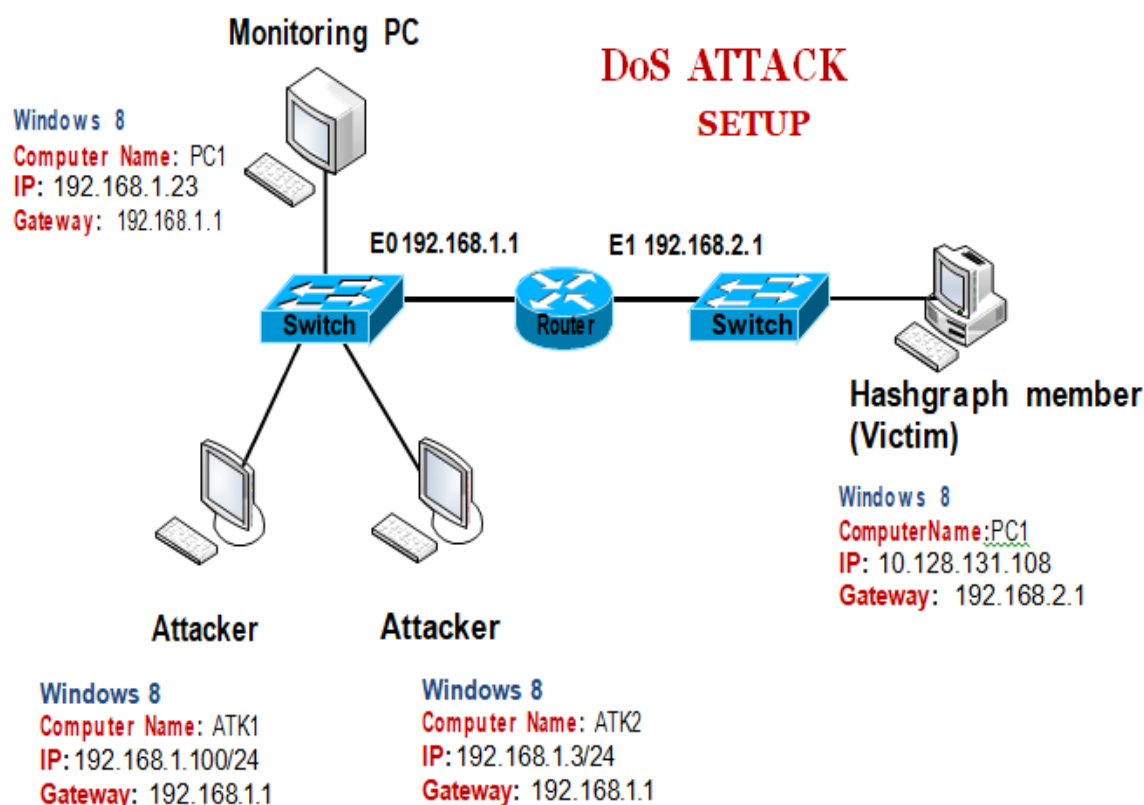 Monitoring PC
DoS ATTACK
SETUP
Windows 8
Computer Name: PC1
IP: 192.168.1.23
Gateway: 192.168.1.1
E0 192.168.1.1
E1 192.168.2.1
Switch
Router
Switch
Hashgraph member
(Victim)
Windows 8
ComputerName:PC1
IP: 10.128.131.108
Gateway: 192.168.2.1
Attacker
Attacker
Windows 8
Computer Name: ATK1
IP: 192.168.1.100/24
Gateway: 192.168.1.1
Windows 8
Computer Name: ATK2
IP: 192.168.1.3/24
Gateway: 192.168.1.1